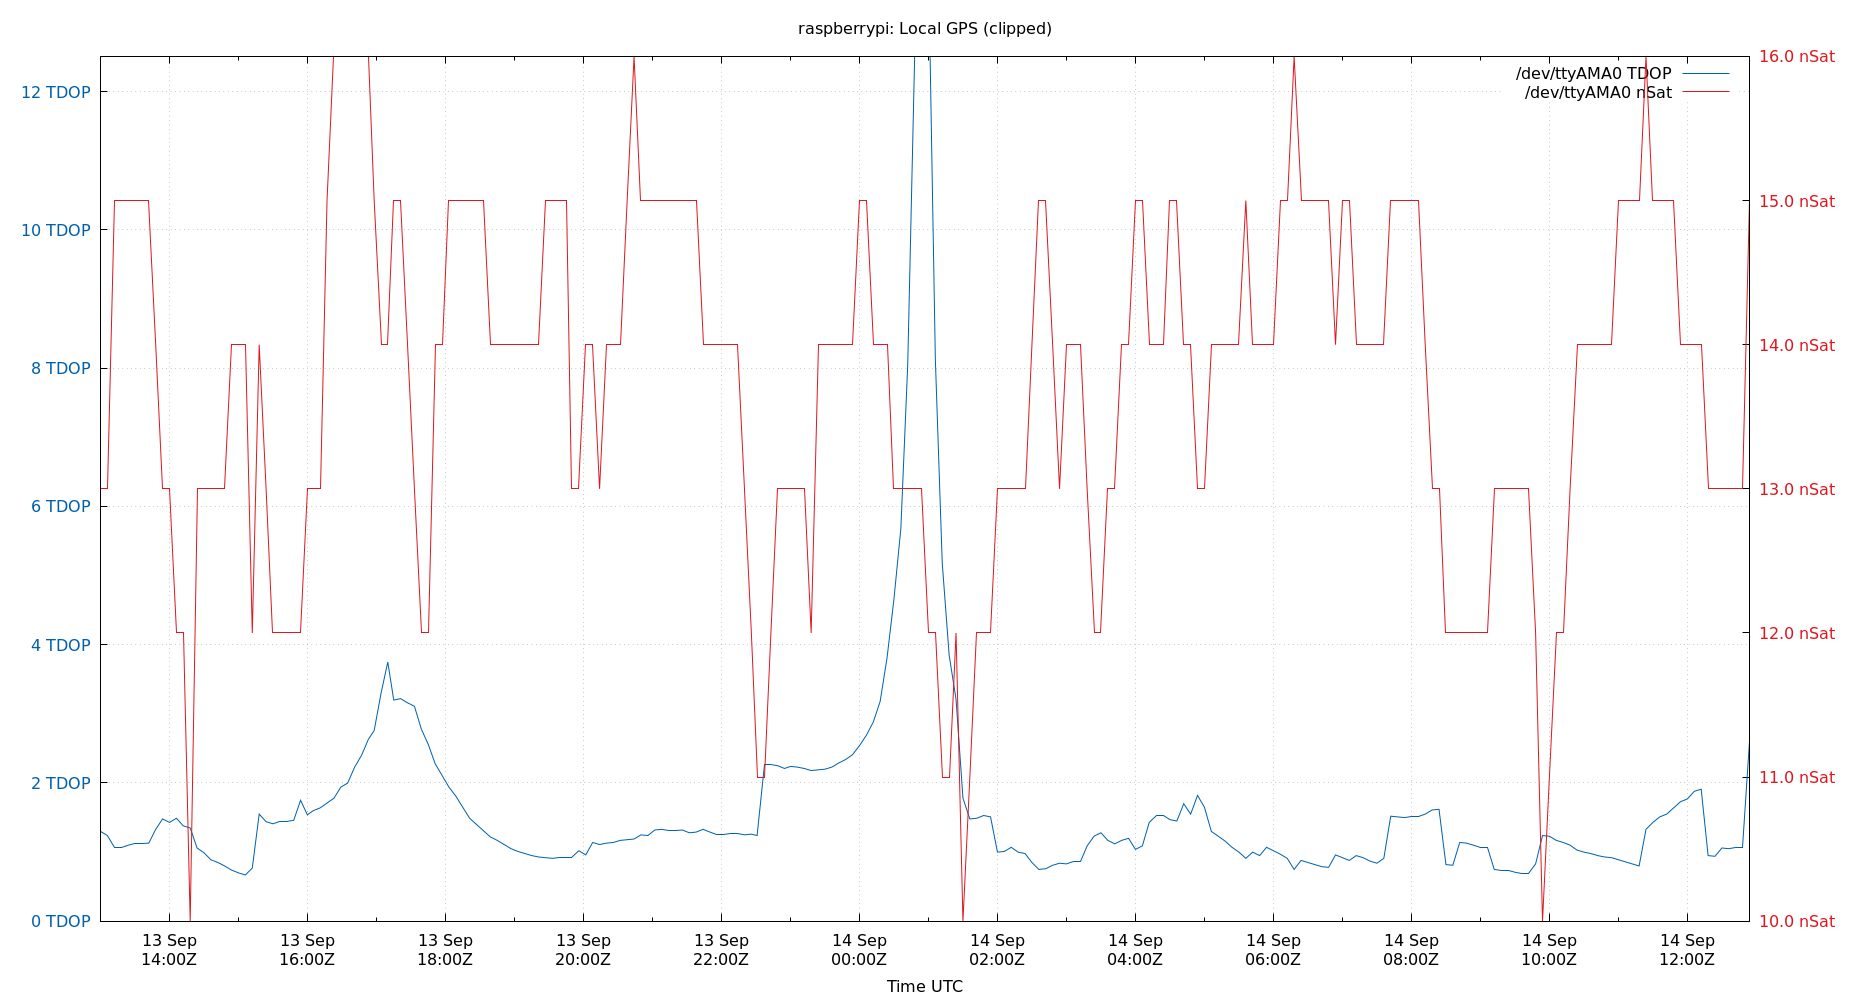 raspberrypi: Local GPS (clipped)
/dev/ttyAMA0 TDOP
/dev/ttyAMA0 nSat
12 TDOP
10 TDOP
8 TDOP
6 TDOP
4 TDOP
2 TDOP
0 TDOP
16.0 nSat
15.0 nSat
14.0 nSat
13.0 nSat
12.0 nSat
11.0 nSat
10.0 nSat
13 Sep
14:00Z
13 Sep
16:00Z
13 Sep
18:00Z
13 Sep
20:00Z
13 Sep
22:00Z
14 Sep
00:00Z
14 Sep
02:00Z
14 Sep
04:00Z
14 Sep
06:00Z
14 Sep
08:00Z
14 Sep
10:00Z
14 Sep
12:00Z
Time UTC